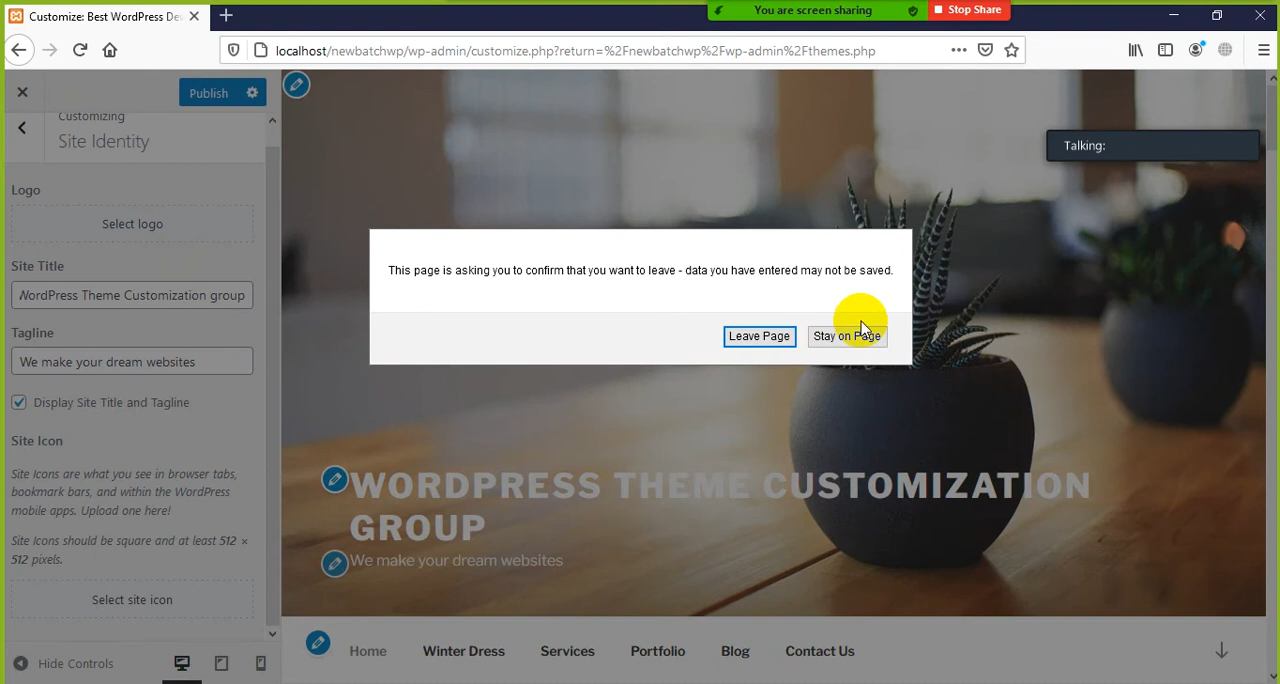 Customize: Best WordPress De
You are screen sharing
Stop Share
localhost/newbatchwp/wp-admin/customize.php?return=%2Fnewbatchwp%2Fwp-admin%2Fthemes.php
Publish
Customizing
Site Identity
Talking:
Logo
Select logo
Site Title
WordPress Theme Customization group
Tagline
We make your dream websites
Display Site Title and Tagline
Site Icon
Site Icons are what you see in browser tabs,
bookmark bars, and within the WordPress
mobile apps. Upload one here!
Site Icons should be square and at least 512 ×
512 pixels.
Select site icon
Hide Controls
This page is asking you to confirm that you want to leave - data you have entered may not be saved.
Leave Page
Stay on Page
WORDPRESS THEME CUSTOMIZATION
GROUP
We make your dream websites
Home
Winter Dress
Services
Portfolio
Blog
Contact Us